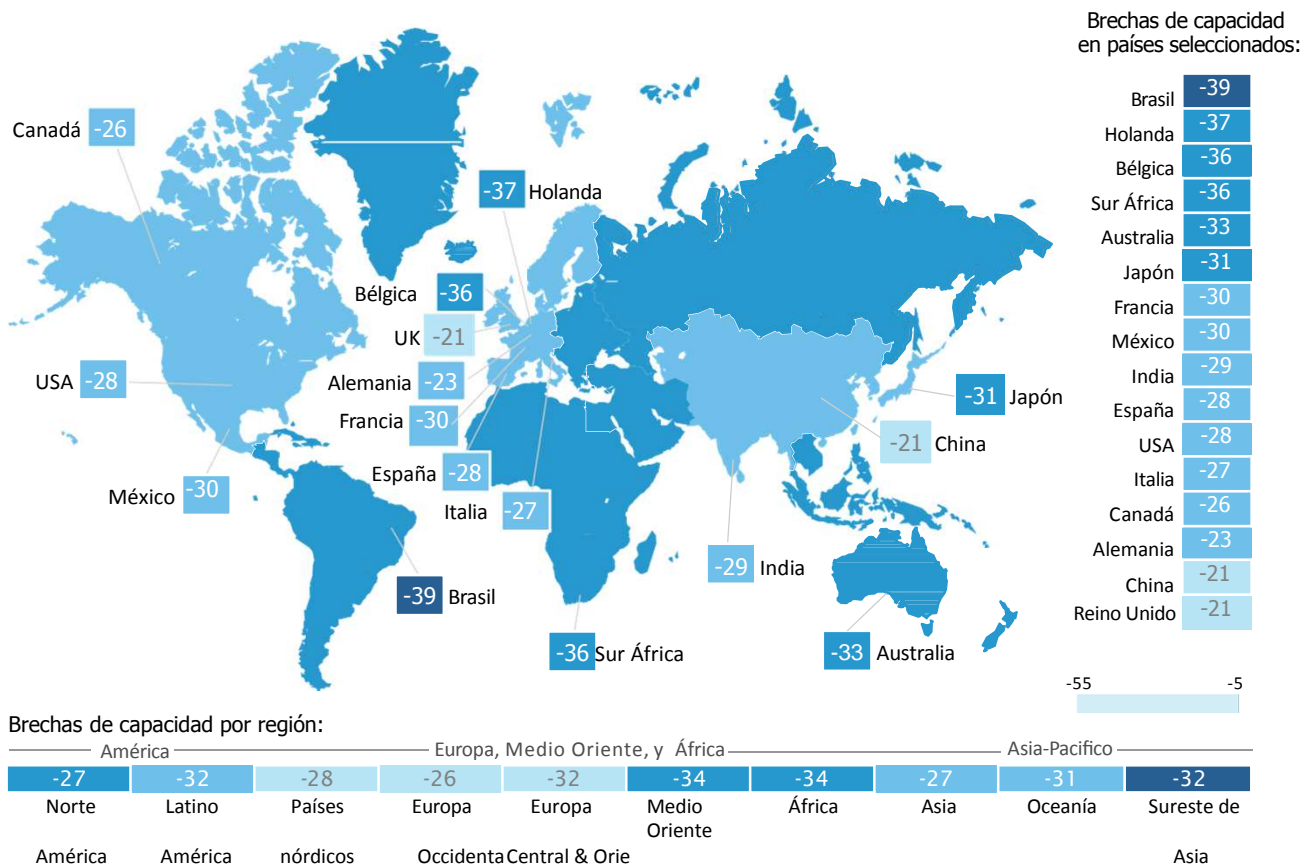 Brechas de capacidad
en países seleccionados:
Brasil -39
Holanda -37
Bélgica -36
Sur África -36
Australia -33
Japón -31
Francia -30
México -30
India -29
España -28
USA -28
Italia -27
Canadá -26
Alemania -23
China -21
Reino Unido -21
-55 -5
Canadá -26
-37 Holanda
Bélgica -36
UK -21
USA -28
Alemania -23
-31 Japón
Francia -30
-21 China
España -28
México -30
Italia -27
-29 India
-39 Brasil
-36 Sur África
-33 Australia
Brechas de capacidad por región:
América Europa, Medio Oriente, y África Asia-Pacifico
-27 -32 -28 -26 -32 -34 -34 -27 -31 -32
Norte Latino Países Europa Europa Medio África Asia Oceanía Sureste de
Oriente
América América nórdicos Occidenta Central & Orie Asia